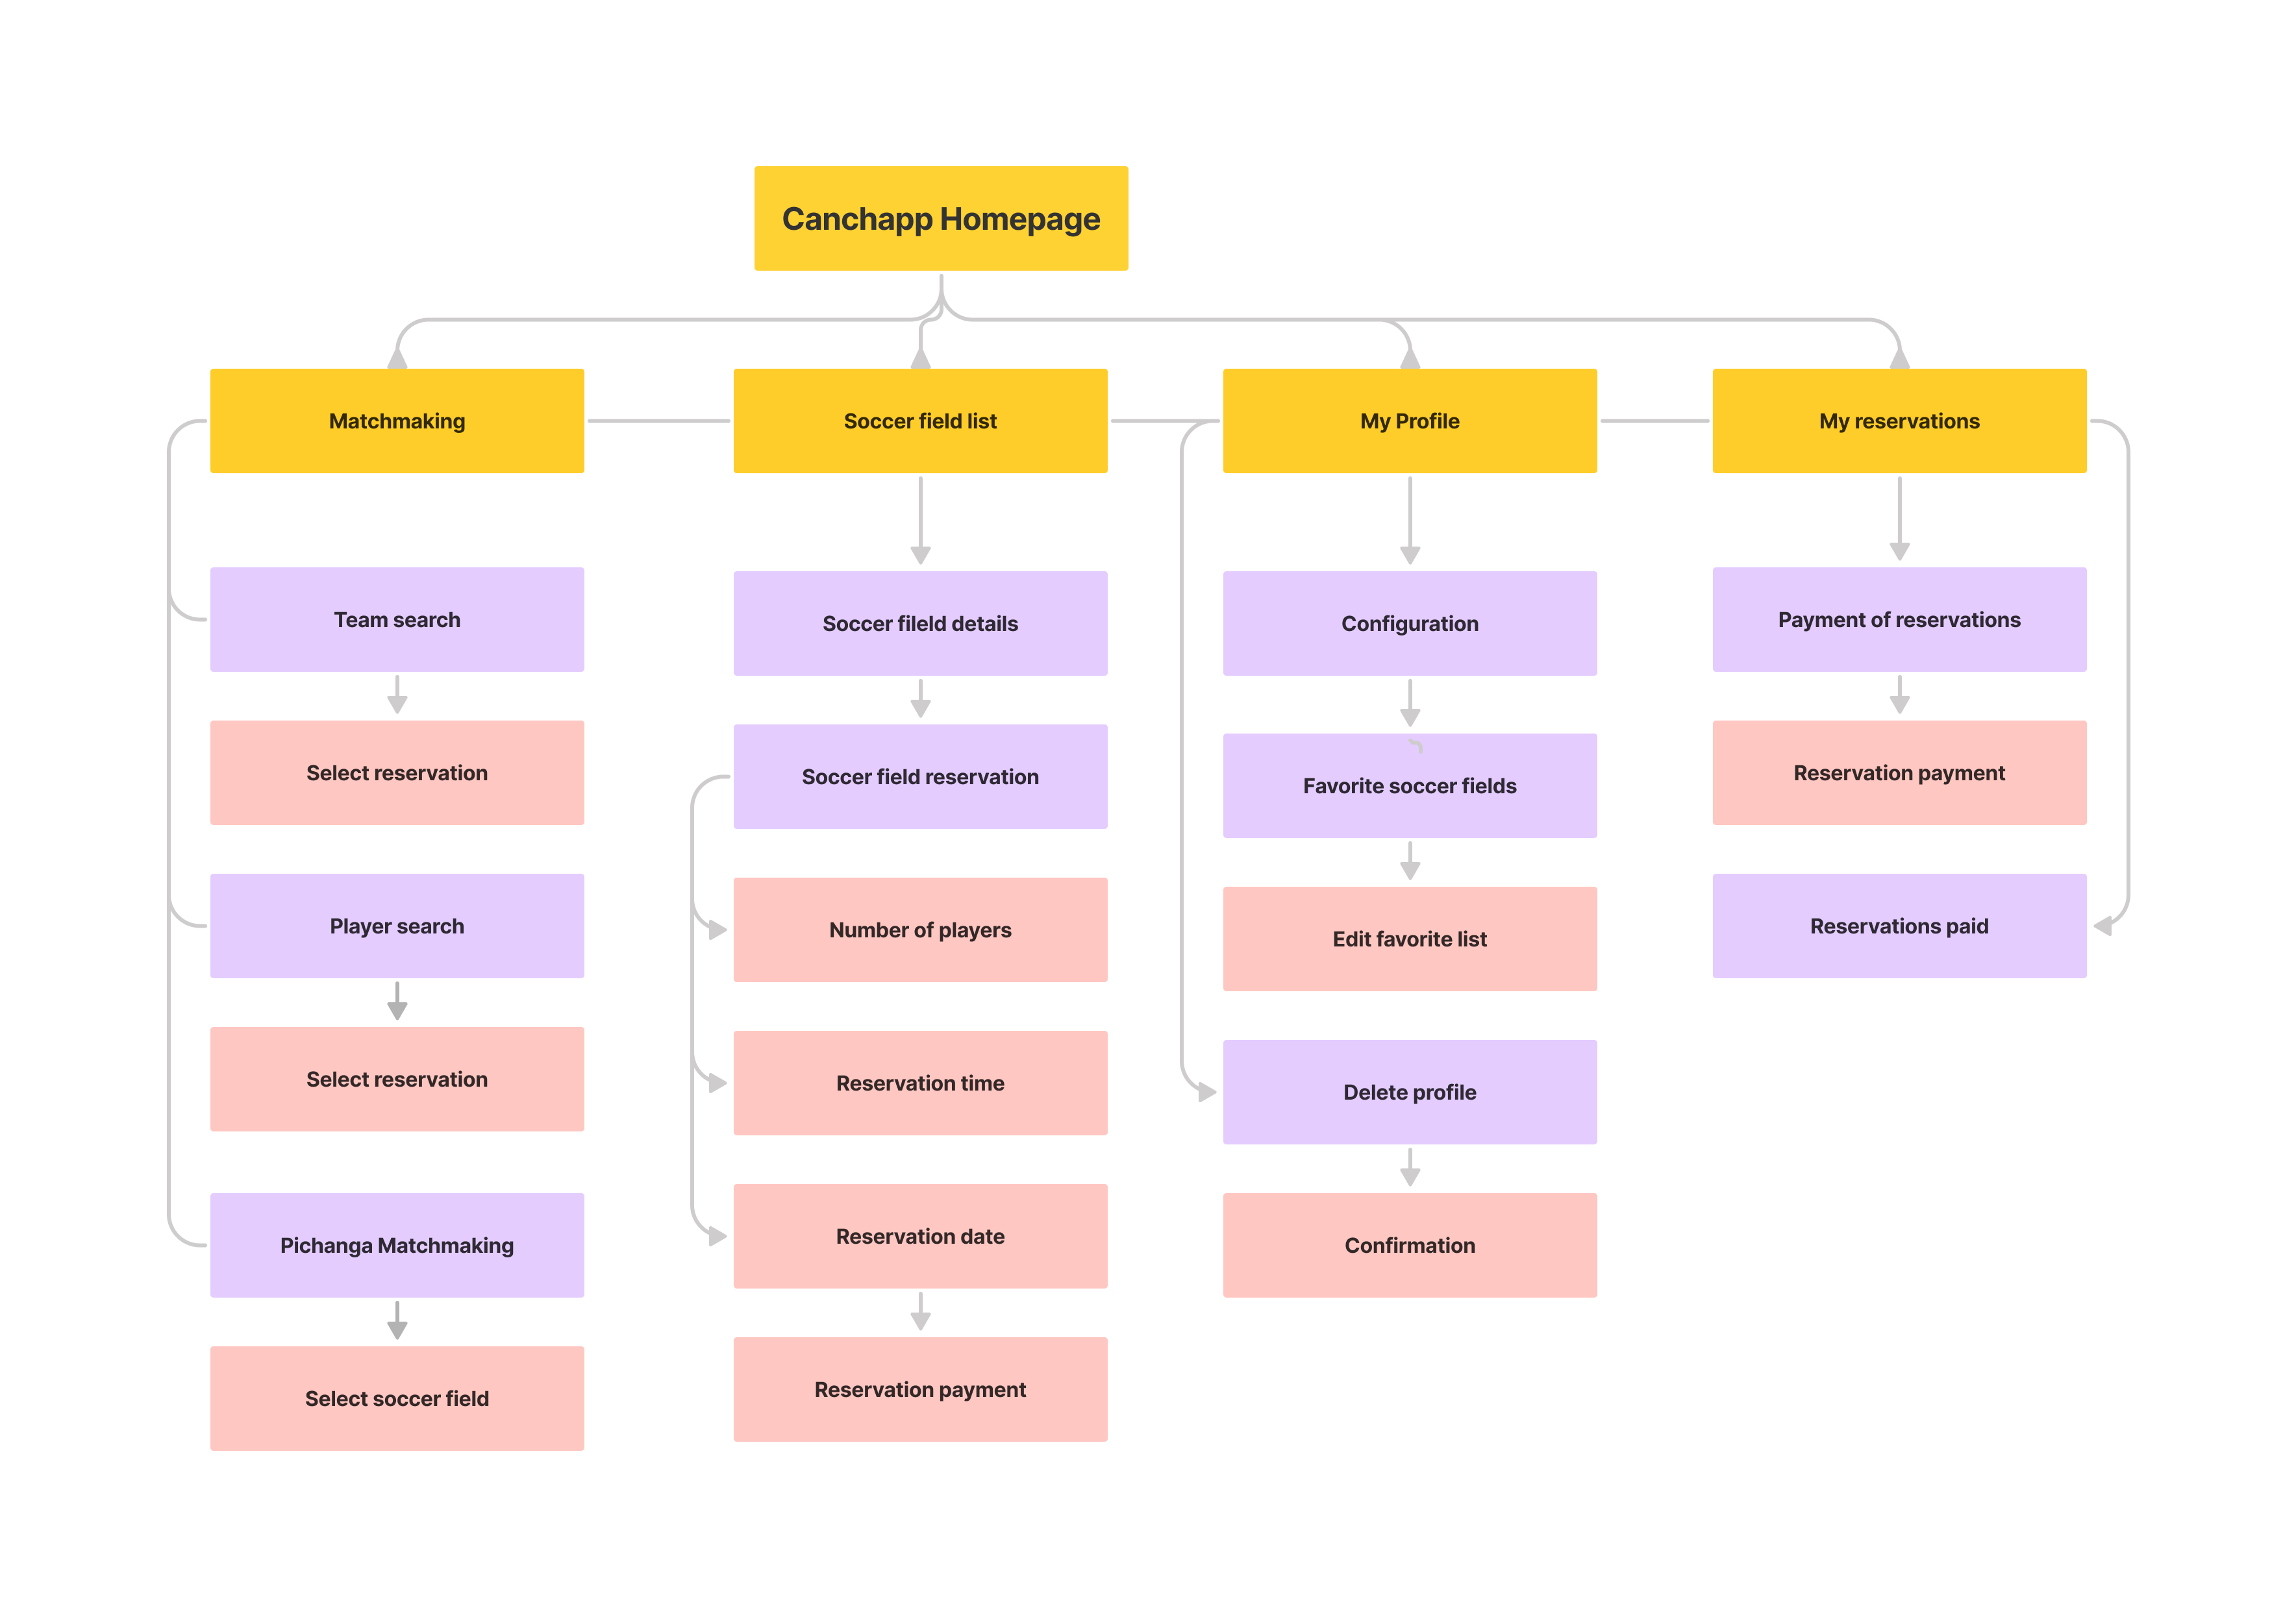 Canchapp Homepage
Matchmaking
Soccer field list
My Profile
My reservations
Team search
Select reservation
Player search
Select reservation
Pichanga Matchmaking
Select soccer field
Soccer fileld details
Soccer field reservation
Number of players
Reservation time
Reservation date
Reservation payment
Configuration
Favorite soccer fields
Edit favorite list
Delete profile
Confirmation
Payment of reservations
Reservation payment
Reservations paid